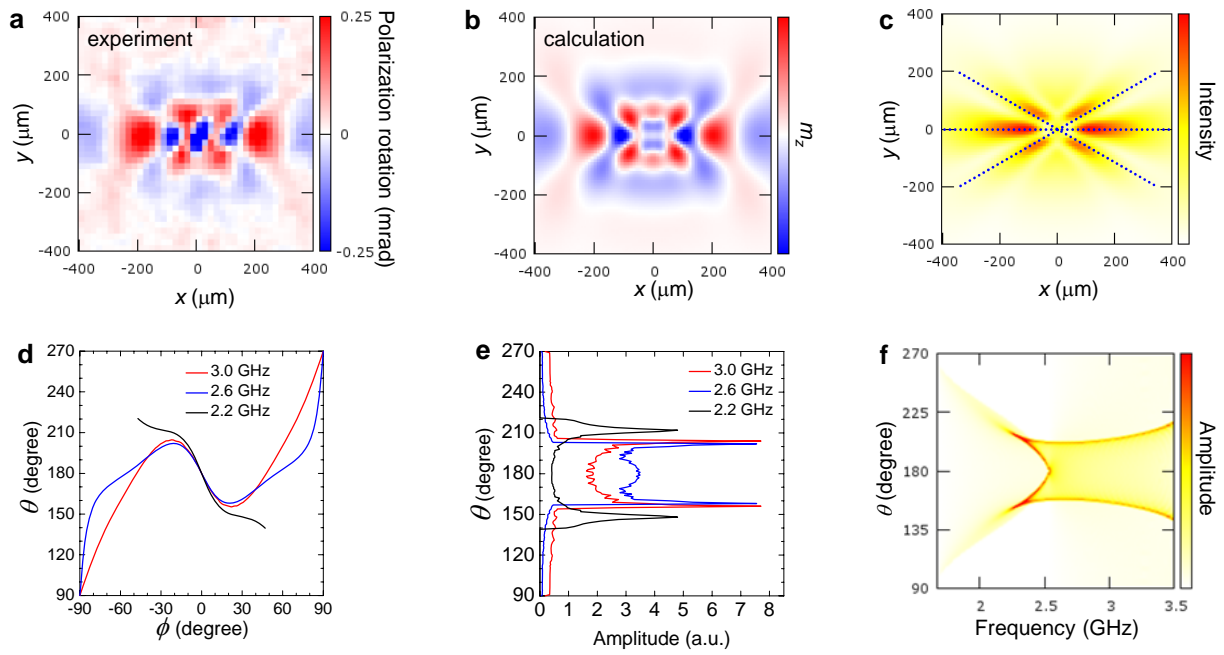 a
experiment
400
200
0
-200
-400
-400
-200
0
200
400
y (μm)
x (μm)
0.25
0
-0.25
Polarization rotation (mrad)
b
calculation
400
200
0
-200
-400
-400
-200
0
200
400
y (μm)
x (μm)
mz
c
400
200
0
-200
-400
-400
-200
0
200
400
y (μm)
x (μm)
Intensity
d
270
240
210
180
150
120
90
-90
-60
-30
0
30
60
90
θ (degree)
ϕ (degree)
3.0 GHz
2.6 GHz
2.2 GHz
e
270
240
210
180
150
120
90
0
1
2
3
4
5
6
7
8
θ (degree)
Amplitude (a.u.)
3.0 GHz
2.6 GHz
2.2 GHz
f
270
225
180
135
90
2
2.5
3
3.5
θ (degree)
Frequency (GHz)
Amplitude